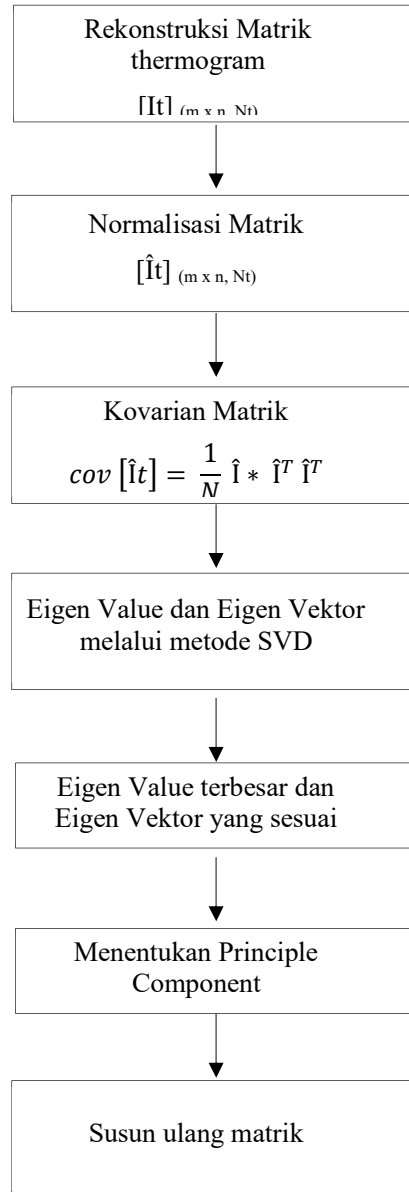 Rekonstruksi Matrik
thermogram
[It] (m x n, Nt)
Normalisasi Matrik
[Ît] (m x n, Nt)
Kovarian Matrik
cov [Ît] = 1/N Î * Î^T Î^T
Eigen Value dan Eigen Vektor
melalui metode SVD
Eigen Value terbesar dan
Eigen Vektor yang sesuai
Menentukan Principle
Component
Susun ulang matrik